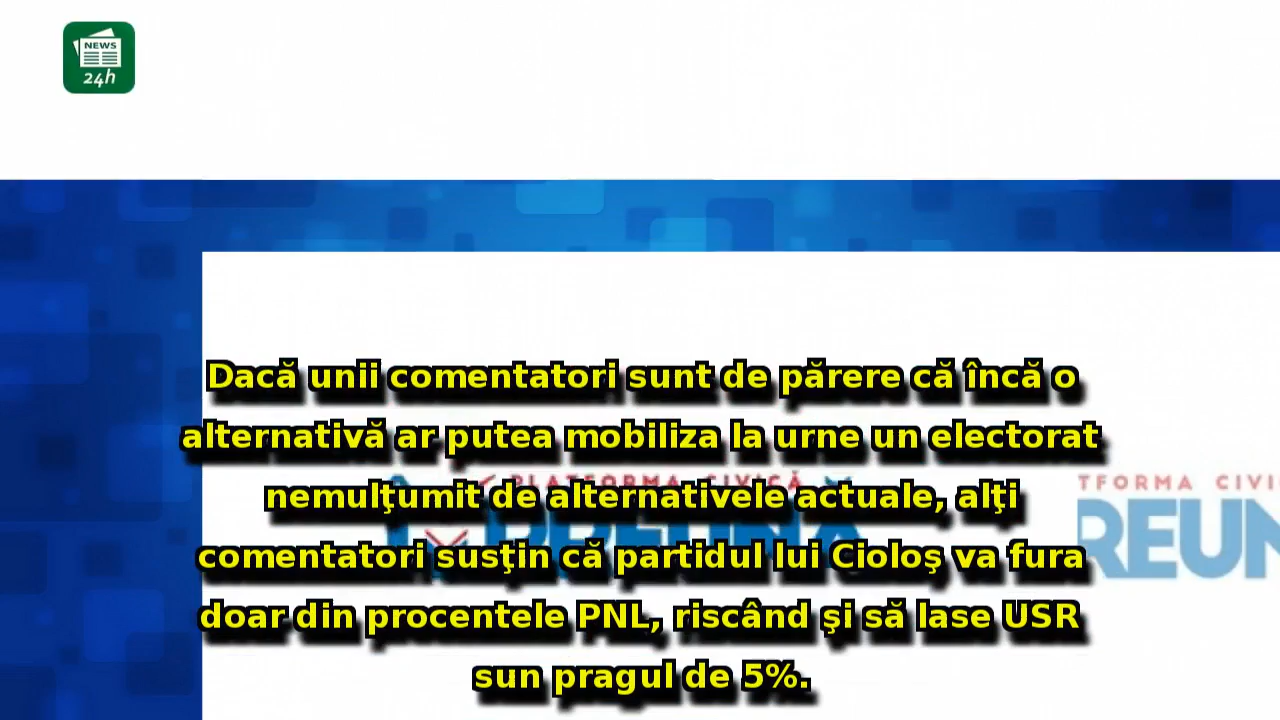 NEWS
24h
Dacă unii comentatori sunt de părere că încă o
alternativă ar putea mobiliza la urne un electorat
PLATFORMA CIVICĂ
TFORMA CIVI
nemulţumit de alternativele actuale, alţi
REUN
comentatori susţin că partidul lui Cioloş va fura
doar din procentele PNL, riscând şi să lase USR
sun pragul de 5%.